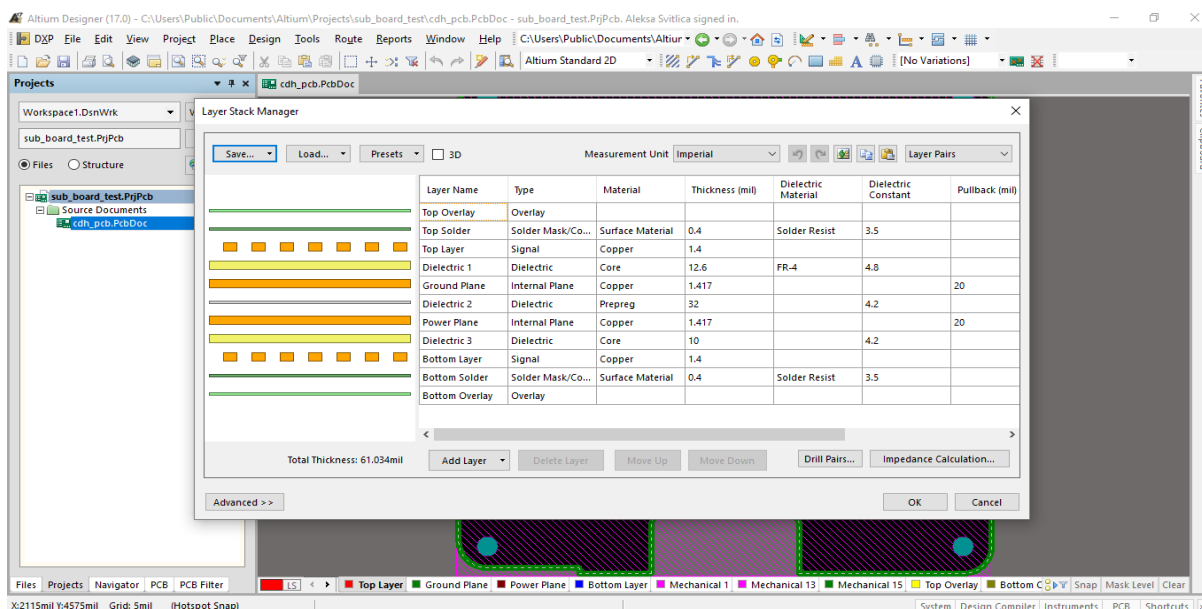 Altium Designer (17.0) - C:\Users\Public\Documents\Altium\Projects\sub_board_test\cdh_pcb.PcbDoc - sub_board_test.PrjPcb. Aleksa Svitlica signed in.
DXP File Edit View Project Place Design Tools Route Reports Window Help C:\Users\Public\Documents\Altiur
Altium Standard 2D [No Variations]
Projects cdh_pcb.PcbDoc
Workspace1.DsnWrk
sub_board_test.PrjPcb
Files Structure
sub_board_test.PrjPcb
Source Documents
cdh_pcb.PcbDoc
Layer Stack Manager
Save... Load... Presets 3D Measurement Unit Imperial Layer Pairs
Layer Name Type Material Thickness (mil) Dielectric Material Dielectric Constant Pullback (mil)
Top Overlay Overlay
Top Solder Solder Mask/Co... Surface Material 0.4 Solder Resist 3.5
Top Layer Signal Copper 1.4
Dielectric 1 Dielectric Core 12.6 FR-4 4.8
Ground Plane Internal Plane Copper 1.417 20
Dielectric 2 Dielectric Prepreg 32 4.2
Power Plane Internal Plane Copper 1.417 20
Dielectric 3 Dielectric Core 10 4.2
Bottom Layer Signal Copper 1.4
Bottom Solder Solder Mask/Co... Surface Material 0.4 Solder Resist 3.5
Bottom Overlay Overlay
Total Thickness: 61.034mil Add Layer Delete Layer Move Up Move Down Drill Pairs... Impedance Calculation...
Advanced >> OK Cancel
Files Projects Navigator PCB PCB Filter LS Top Layer Ground Plane Power Plane Bottom Layer Mechanical 1 Mechanical 13 Mechanical 15 Top Overlay Bottom C Snap Mask Level Clear
X:2115mil Y:4575mil Grid: 5mil (Hotspot Snap) System Design Compiler Instruments PCB Shortcuts